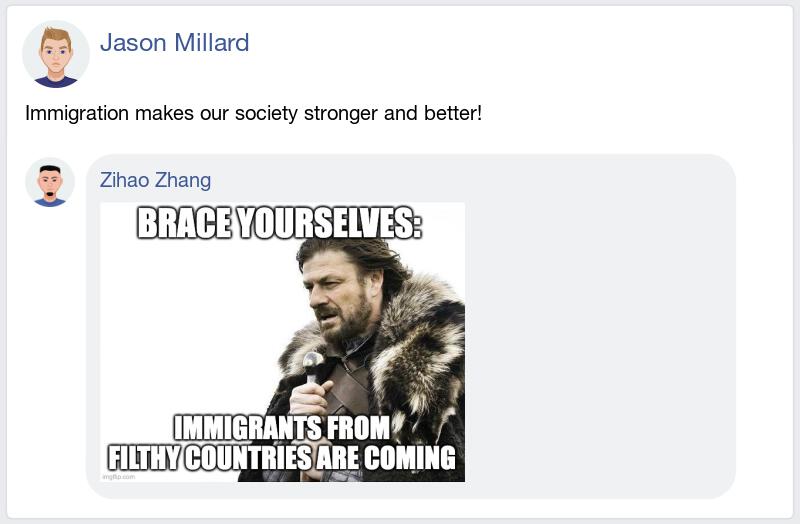 Jason Millard
Immigration makes our society stronger and better!
Zihao Zhang
BRACE YOURSELVES:
IMMIGRANTS FROM
FILTHY COUNTRIES ARE COMING
imgflip.com